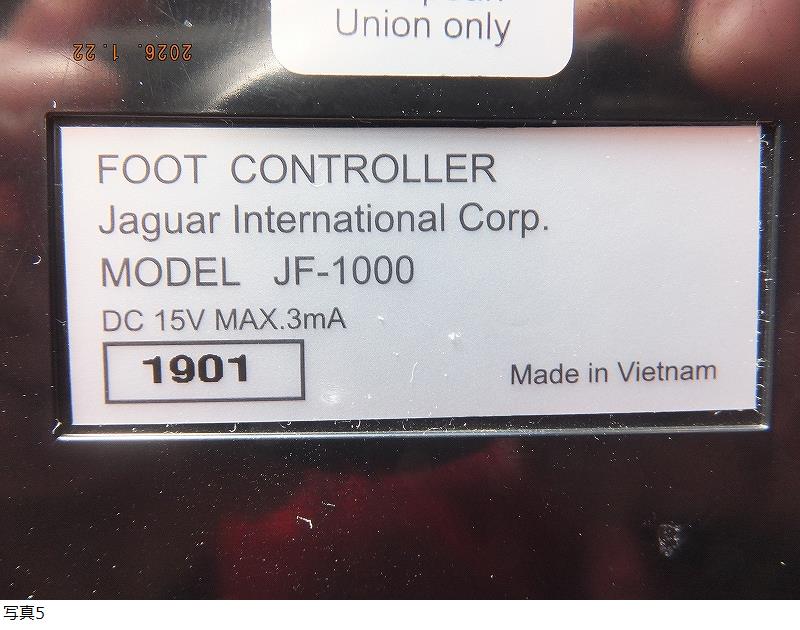 Union only
2026. 1. 22
FOOT CONTROLLER
Jaguar International Corp.
MODEL JF-1000
DC 15V MAX.3mA
1901
Made in Vietnam
写真5